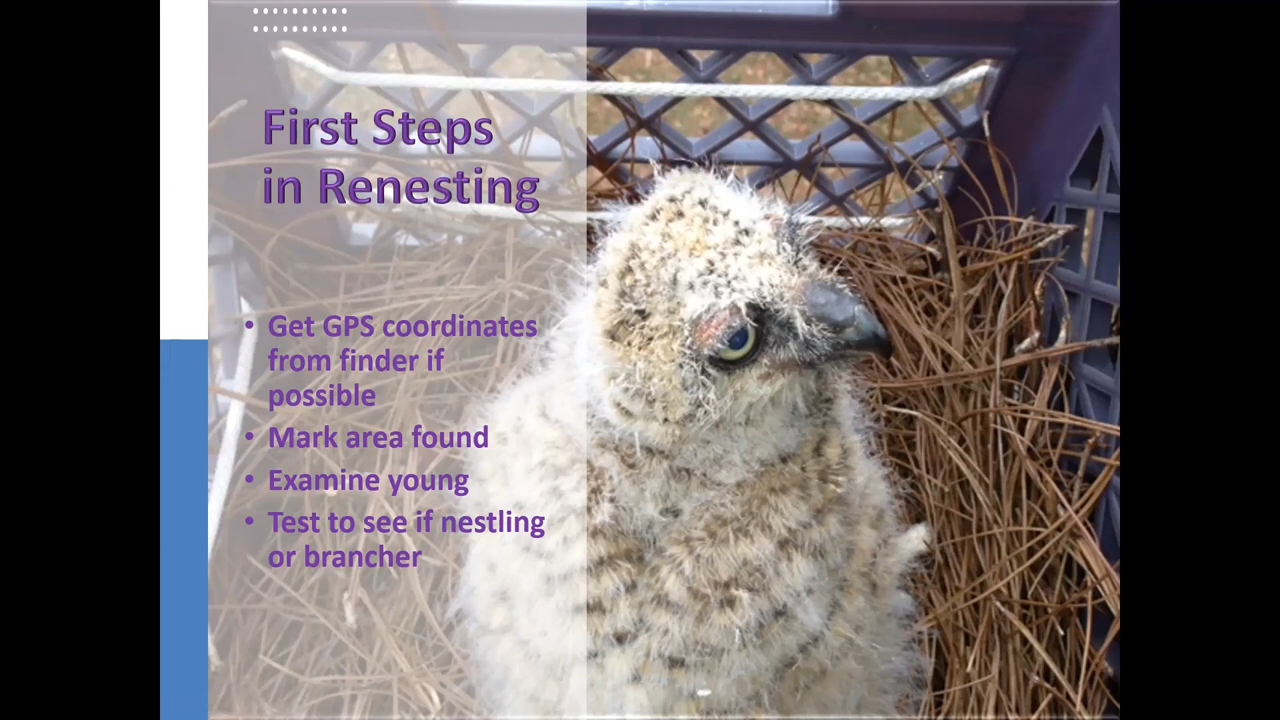 First Steps
in Renesting
• Get GPS coordinates
from finder if
possible
• Mark area found
• Examine young
• Test to see if nestling
or brancher